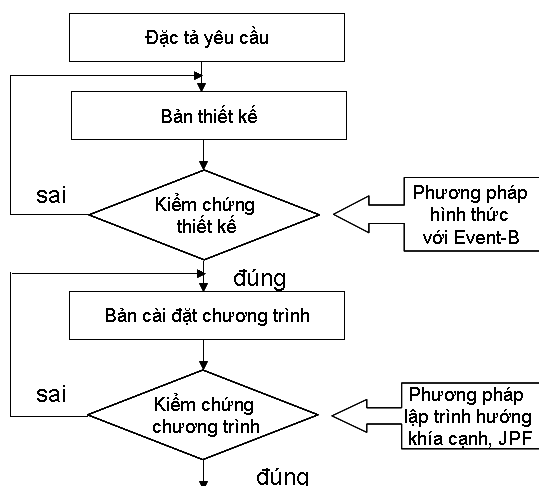 Đặc tả yêu cầu
Bản thiết kế
sai
Kiểm chứng
thiết kế
Phương pháp
hình thức
với Event-B
đúng
Bản cài đặt chương trình
sai
Kiểm chứng
chương trình
Phương pháp
lập trình hướng
khía cạnh, JPF
đúng